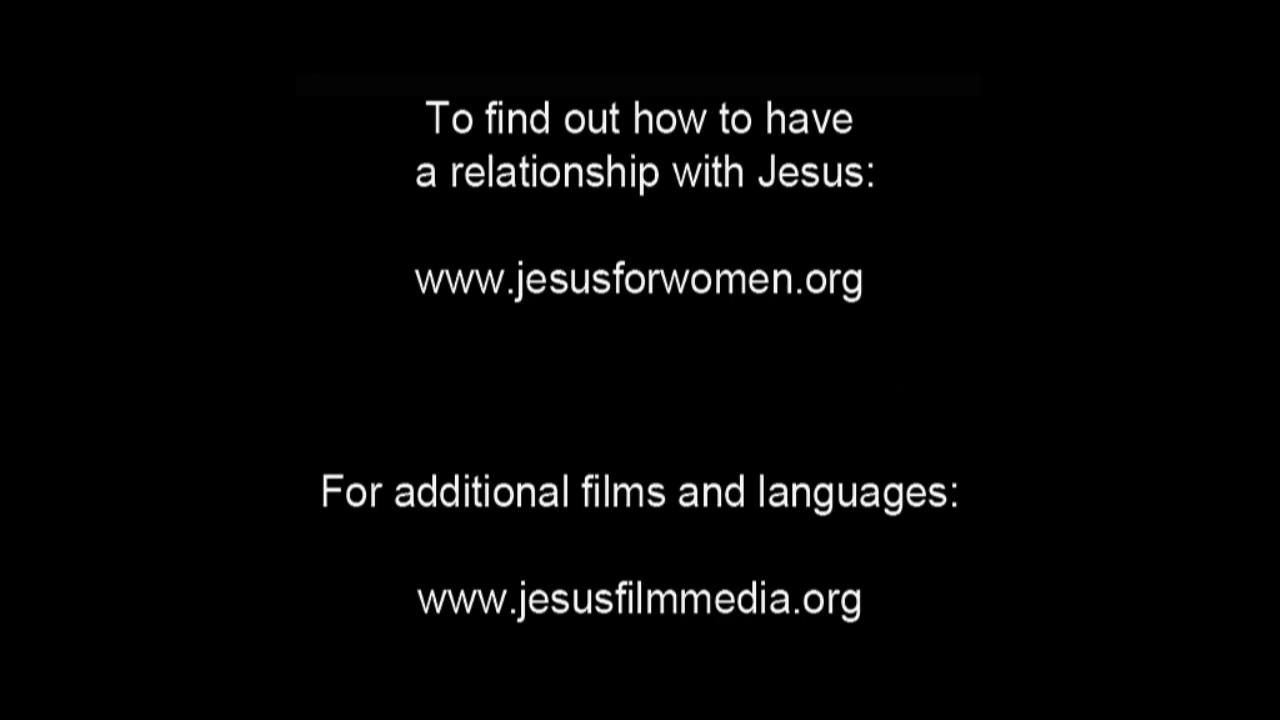 To find out how to have
a relationship with Jesus:
www.jesusforwomen.org
For additional films and languages:
www.jesusfilmmedia.org